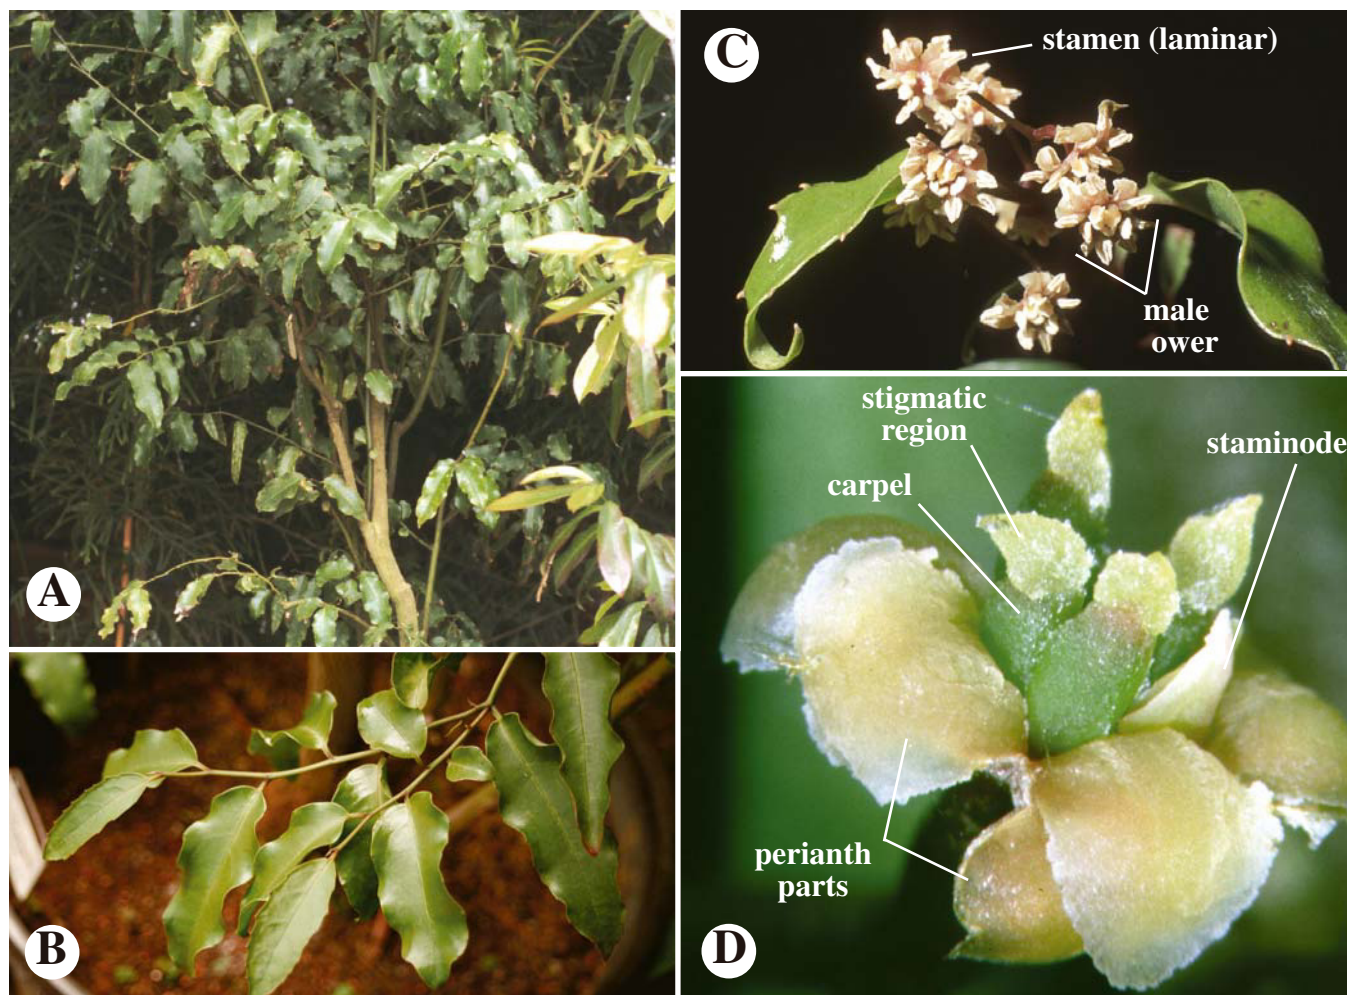 A
B
C
stamen (laminar)
male
ower
D
stigmatic
region
carpel
staminode
perianth
parts